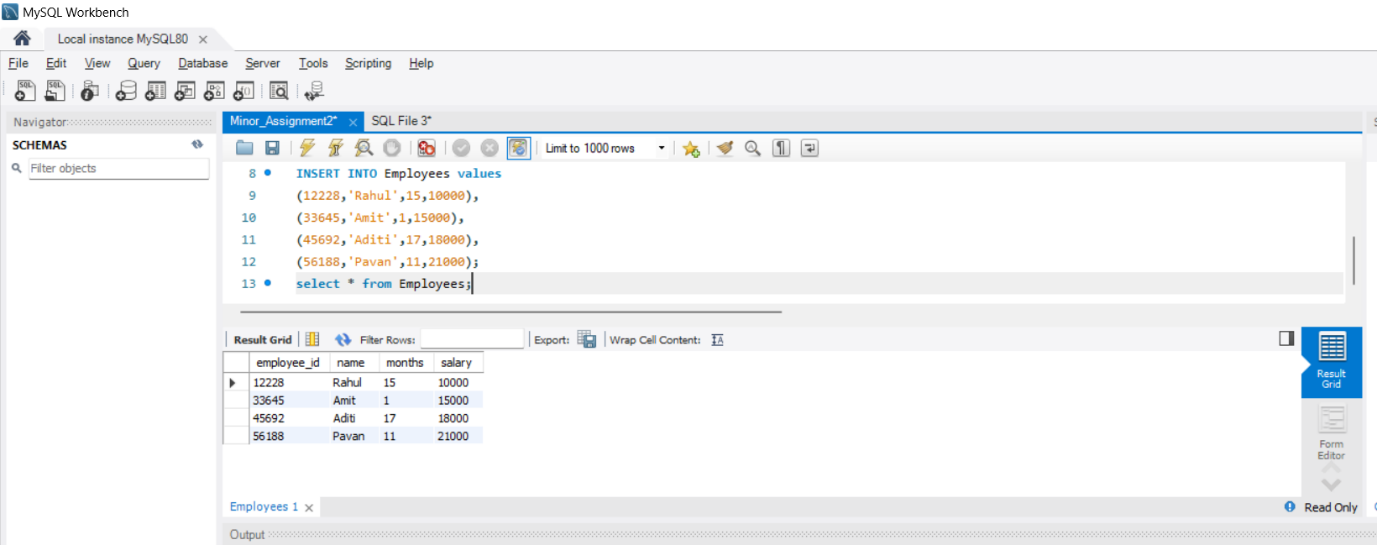 MySQL Workbench
Local instance MySQL80
File Edit View Query Database Server Tools Scripting Help
Navigator
SCHEMAS
Filter objects
Minor_Assignment2* SQL File 3*
Limit to 1000 rows
8 INSERT INTO Employees values
9 (12228,'Rahul',15,10000),
10 (33645,'Amit',1,15000),
11 (45692,'Aditi',17,18000),
12 (56188,'Pavan',11,21000);
13 select * from Employees;
Result Grid Filter Rows: Export: Wrap Cell Content:
employee_id name months salary
12228 Rahul 15 10000
33645 Amit 1 15000
45692 Aditi 17 18000
56188 Pavan 11 21000
Result
Grid
Form
Editor
Employees 1 Read Only
Output